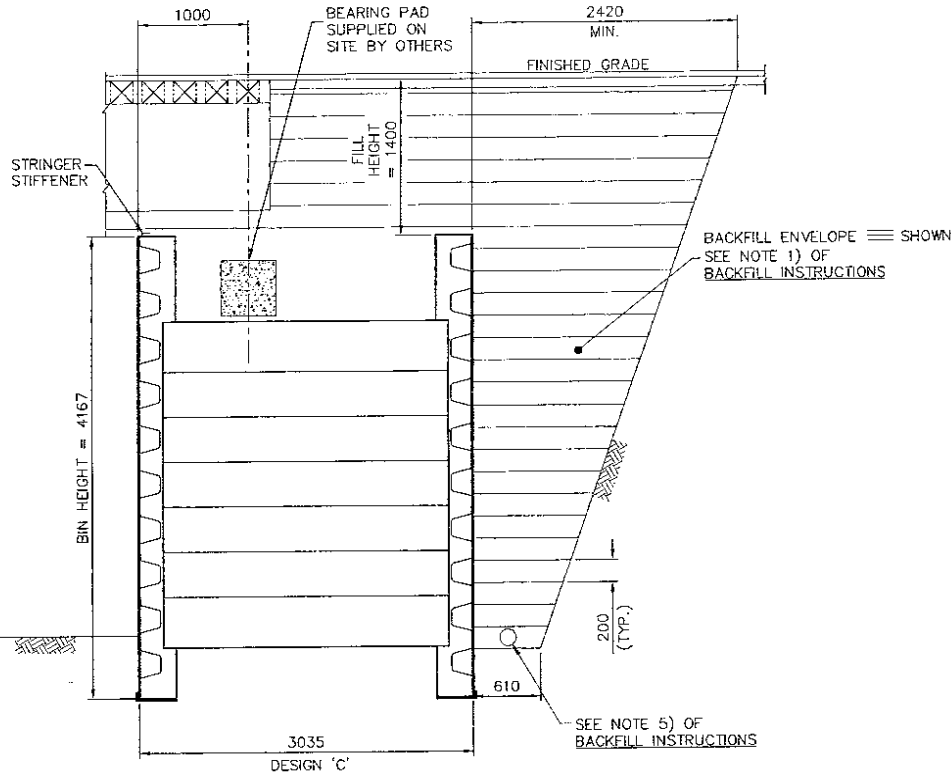 1000
BEARING PAD
SUPPLIED ON
SITE BY OTHERS
2420
MIN.
FINISHED GRADE
FILL
HEIGHT
= 1400
STRINGER
STIFFENER
BACKFILL ENVELOPE SHOWN
SEE NOTE 1) OF
BACKFILL INSTRUCTIONS
BIN HEIGHT = 4167
200
(TYP.)
610
SEE NOTE 5) OF
BACKFILL INSTRUCTIONS
3035
DESIGN 'C'